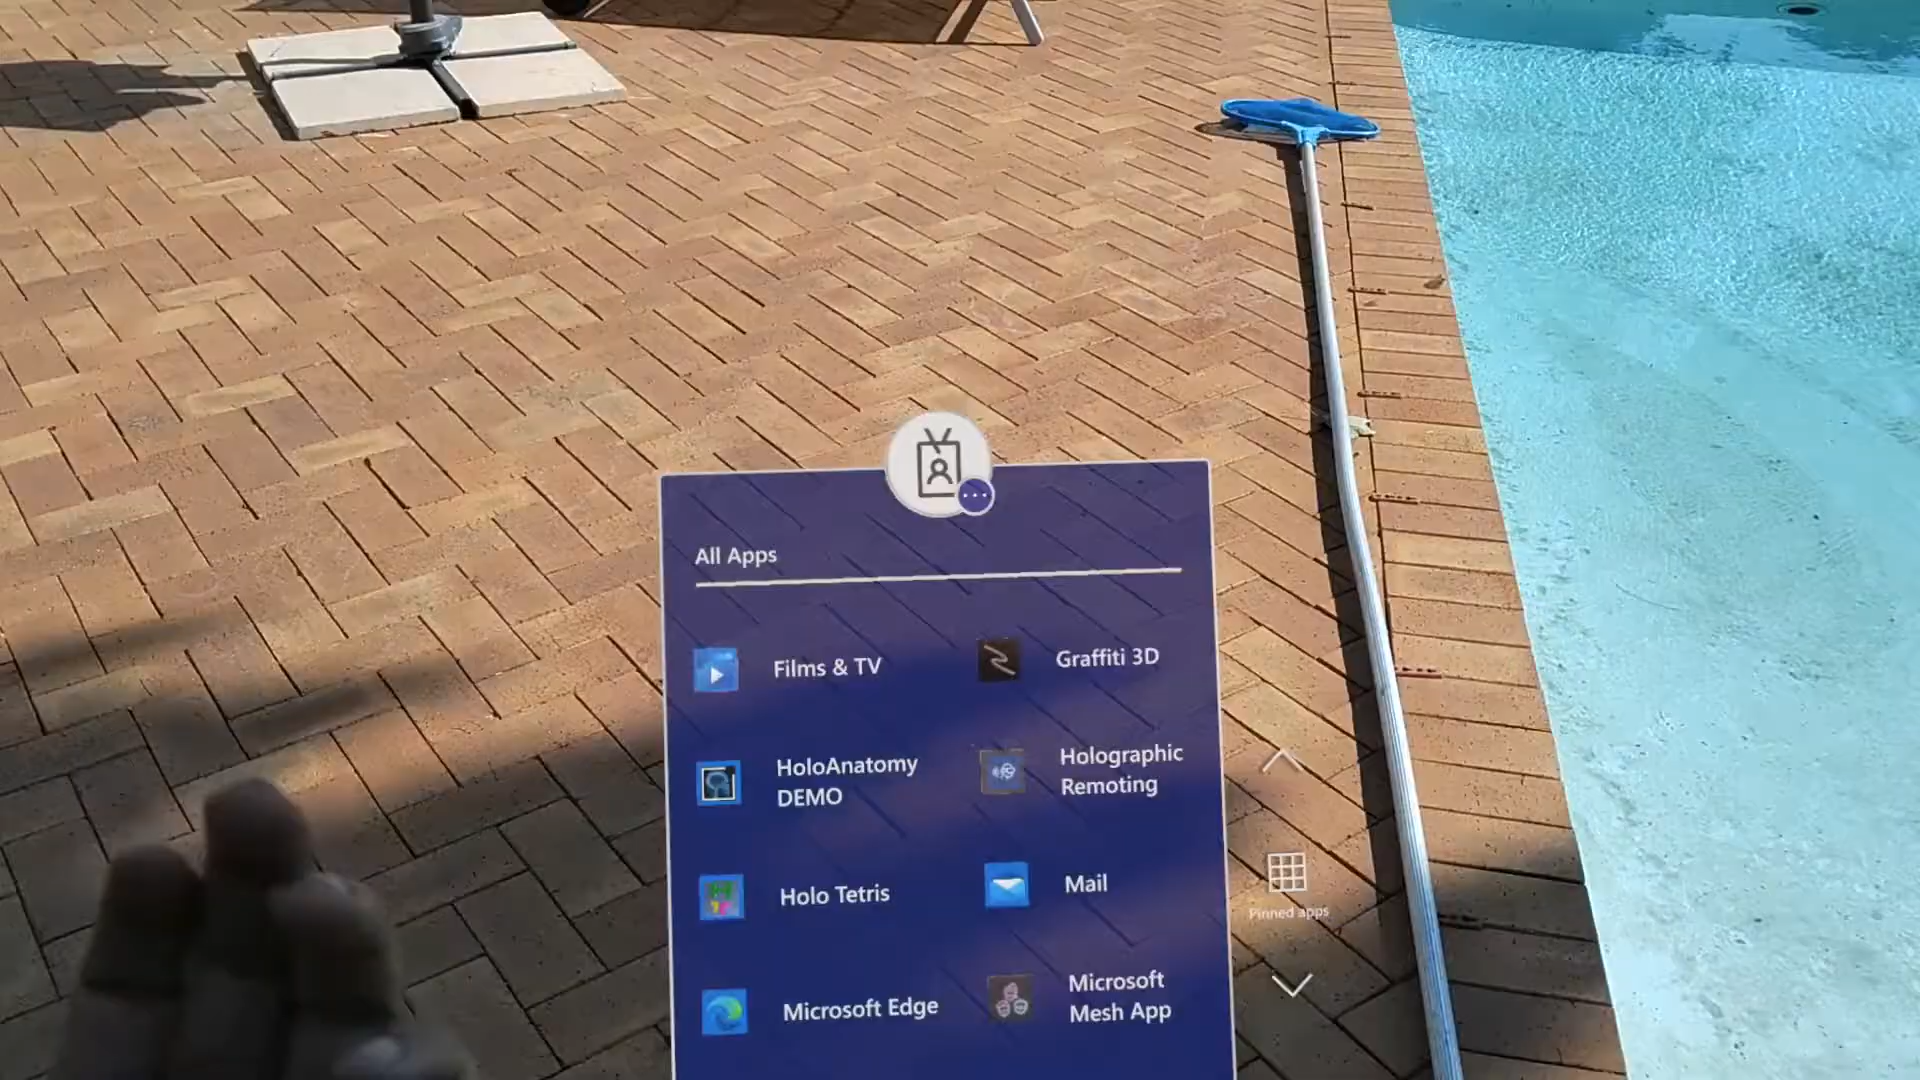 All Apps
Films & TV
Graffiti 3D
HoloAnatomy
DEMO
Holographic
Remoting
Holo Tetris
Mail
Pinned apps
Microsoft Edge
Microsoft
Mesh App